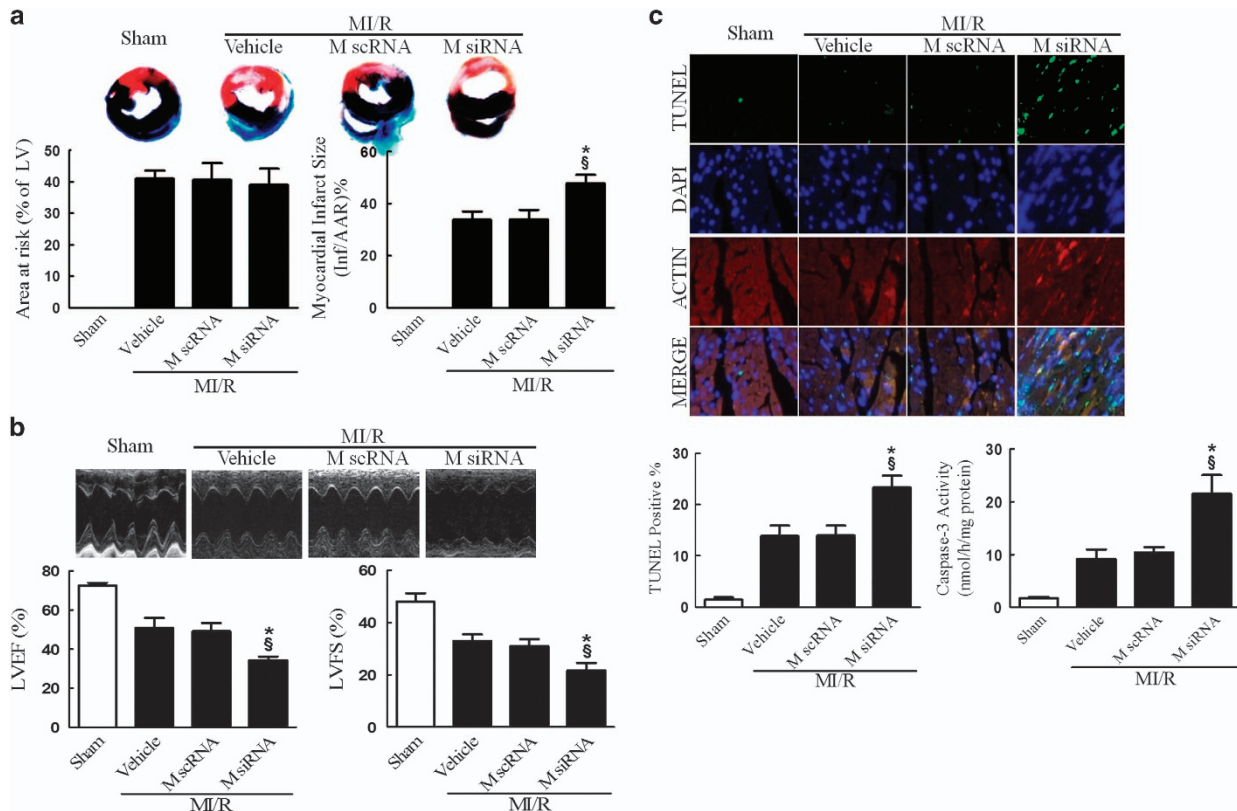 a
MI/R
Sham
Vehicle
M scRNA
M siRNA
Area at risk (% of LV)
50
40
30
20
10
0
Sham
Vehicle
M scRNA
M siRNA
MI/R
Myocardial Infarct Size
(Inf/AAR)%
60
40
20
0
*
§
Sham
Vehicle
M scRNA
M siRNA
MI/R
b
MI/R
Sham
Vehicle
M scRNA
M siRNA
LVEF (%)
80
60
40
20
0
*
§
Sham
Vehicle
M scRNA
M siRNA
MI/R
LVFS (%)
60
40
20
0
*
§
Sham
Vehicle
M scRNA
M siRNA
MI/R
c
MI/R
Sham
Vehicle
M scRNA
M siRNA
TUNEL
DAPI
ACTIN
MERGE
TUNEL Positive %
30
20
10
0
*
§
Sham
Vehicle
M scRNA
M siRNA
MI/R
Caspase-3 Activity
(nmol/h/mg protein)
30
20
10
0
*
§
Sham
Vehicle
M scRNA
M siRNA
MI/R